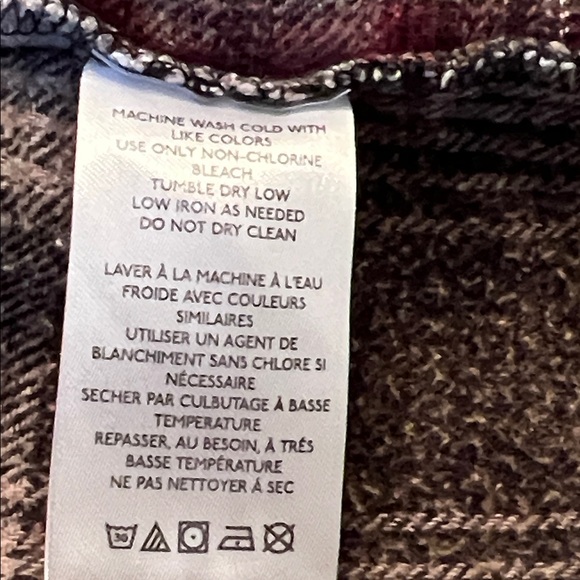 MACHINE WASH COLD WITH
LIKE COLORS
USE ONLY NON-CHLORINE
BLEACH
TUMBLE DRY LOW
LOW IRON AS NEEDED
DO NOT DRY CLEAN
LAVER À LA MACHINE À L'EAU
FROIDE AVEC COULEURS
SIMILAIRES
UTILISER UN AGENT DE
BLANCHIMENT SANS CHLORE SI
NÉCESSAIRE
SECHER PAR CULBUTAGE À BASSE
TEMPERATURE
REPASSER, AU BESOIN, À TRÉS
BASSE TEMPÉRATURE
NE PAS NETTOYER À SEC
30